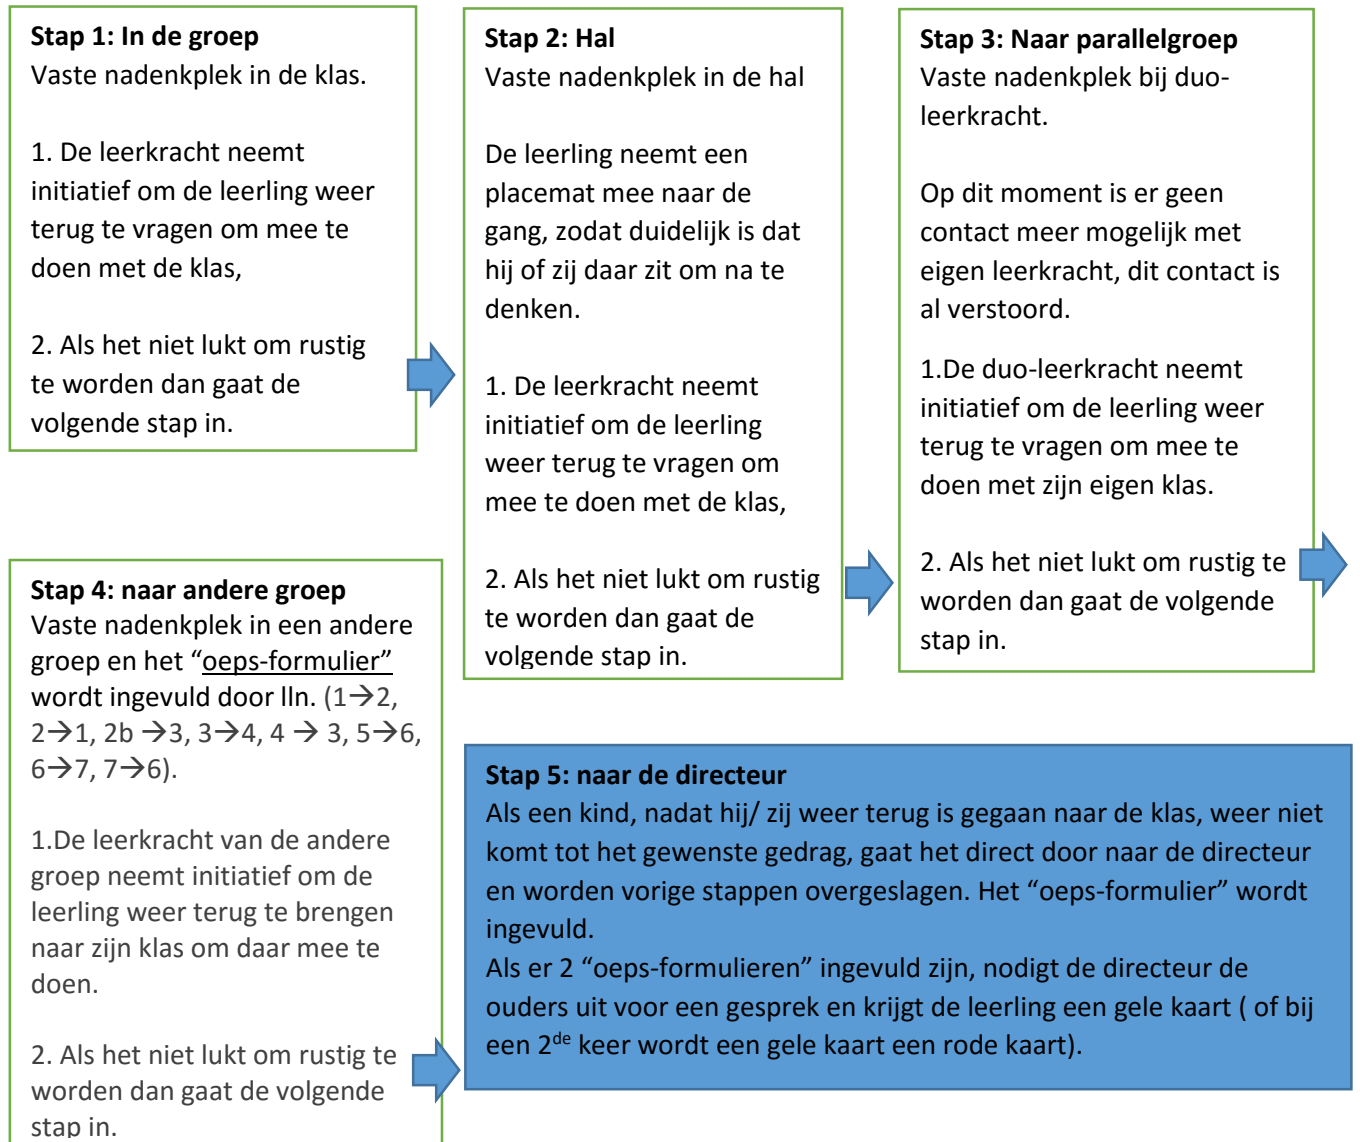 Stap 1: In de groep
Vaste nadenkplek in de klas.
1. De leerkracht neemt
initiatief om de leerling weer
terug te vragen om mee te
doen met de klas,
2. Als het niet lukt om rustig
te worden dan gaat de
volgende stap in.
Stap 2: Hal
Vaste nadenkplek in de hal
De leerling neemt een
placemat mee naar de
gang, zodat duidelijk is dat
hij of zij daar zit om na te
denken.
1. De leerkracht neemt
initiatief om de leerling
weer terug te vragen om
mee te doen met de klas,
2. Als het niet lukt om rustig
te worden dan gaat de
volgende stap in.
Stap 3: Naar parallelgroep
Vaste nadenkplek bij duo-
leerkracht.
Op dit moment is er geen
contact meer mogelijk met
eigen leerkracht, dit contact is
al verstoord.
1.De duo-leerkracht neemt
initiatief om de leerling weer
terug te vragen om mee te
doen met zijn eigen klas.
2. Als het niet lukt om rustig te
worden dan gaat de volgende
stap in.
Stap 4: naar andere groep
Vaste nadenkplek in een andere
groep en het “oeps-formulier”
wordt ingevuld door lln. (1→2,
2→1, 2b →3, 3→4, 4 → 3, 5→6,
6→7, 7→6).
1.De leerkracht van de andere
groep neemt initiatief om de
leerling weer terug te brengen
naar zijn klas om daar mee te
doen.
2. Als het niet lukt om rustig te
worden dan gaat de volgende
stap in.
Stap 5: naar de directeur
Als een kind, nadat hij/ zij weer terug is gegaan naar de klas, weer niet
komt tot het gewenste gedrag, gaat het direct door naar de directeur
en worden vorige stappen overgeslagen. Het “oeps-formulier” wordt
ingevuld.
Als er 2 “oeps-formulieren” ingevuld zijn, nodigt de directeur de
ouders uit voor een gesprek en krijgt de leerling een gele kaart ( of bij
een 2de keer wordt een gele kaart een rode kaart).